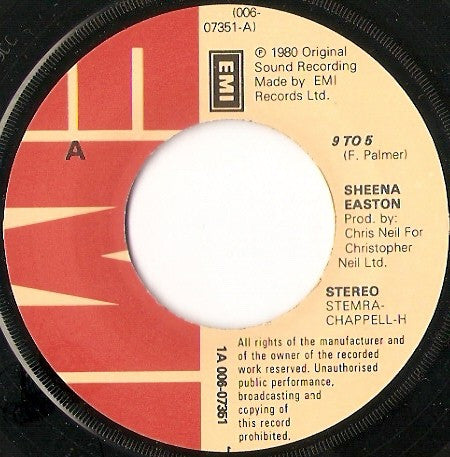 (006-
07351-A)
EMI
℗ 1980 Original
Sound Recording
Made by EMI
Records Ltd.
A
9 TO 5
(F. Palmer)
SHEENA
EASTON
Prod. by:
Chris Neil For
Christopher
Neil Ltd.
STEREO
STEMRA-
CHAPPELL-H
1A 006-07351
All rights of the manufacturer and
of the owner of the recorded
work reserved. Unauthorised
public performance,
broadcasting and
copying of
this record
prohibited.